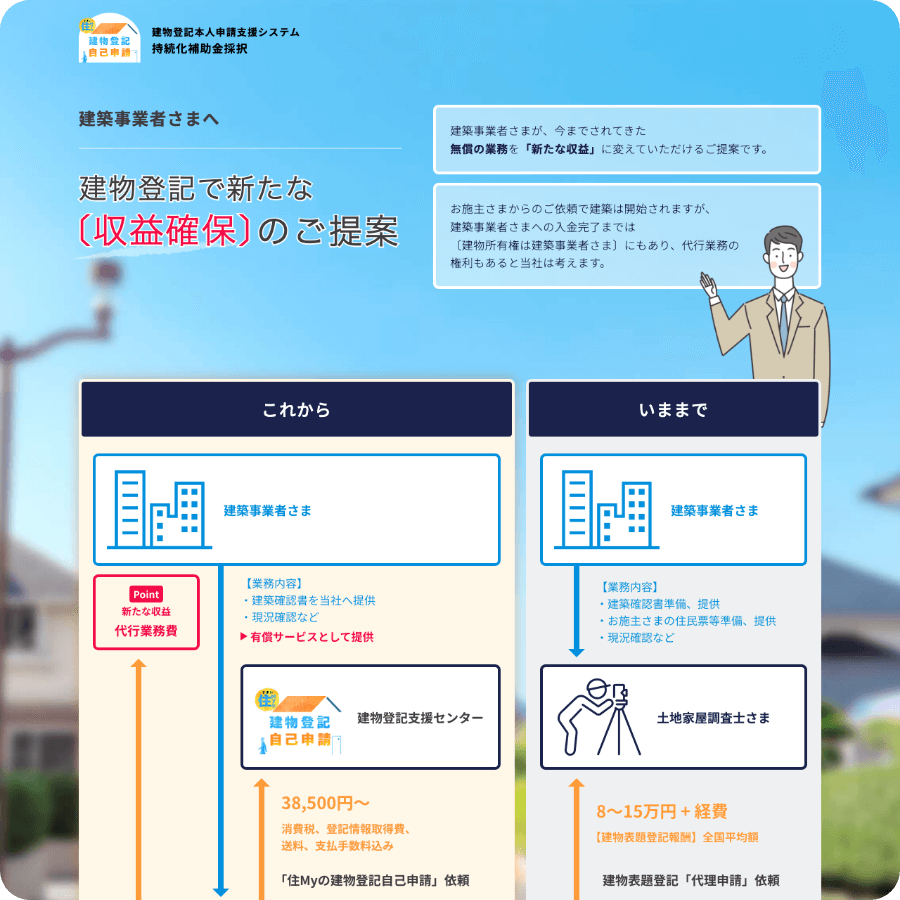 住
建物登記
自己申請
建物登記本人申請支援システム
持続化補助金採択
建築事業者さまへ
建物登記で新たな
〔収益確保〕のご提案
建築事業者さまが、今までされてきた
無償の業務を「新たな収益」に変えていただけるご提案です。
お施主さまからのご依頼で建築は開始されますが、
建築事業者さまへの入金完了までは
〔建物所有権は建築事業者さま〕にもあり、代行業務の
権利もあると当社は考えます。
これから
建築事業者さま
Point
新たな収益
代行業務費
【業務内容】
・建築確認書を当社へ提供
・現況確認など
▶有償サービスとして提供
住
建物登記
自己申請
建物登記支援センター
38,500円〜
消費税、登記情報取得費、
送料、支払手数料込み
「住Myの建物登記自己申請」依頼
いままで
建築事業者さま
【業務内容】
・建築確認書準備、提供
・お施主さまの住民票等準備、提供
・現況確認など
土地家屋調査士さま
8〜15万円 + 経費
【建物表題登記報酬】全国平均額
建物表題登記「代理申請」依頼